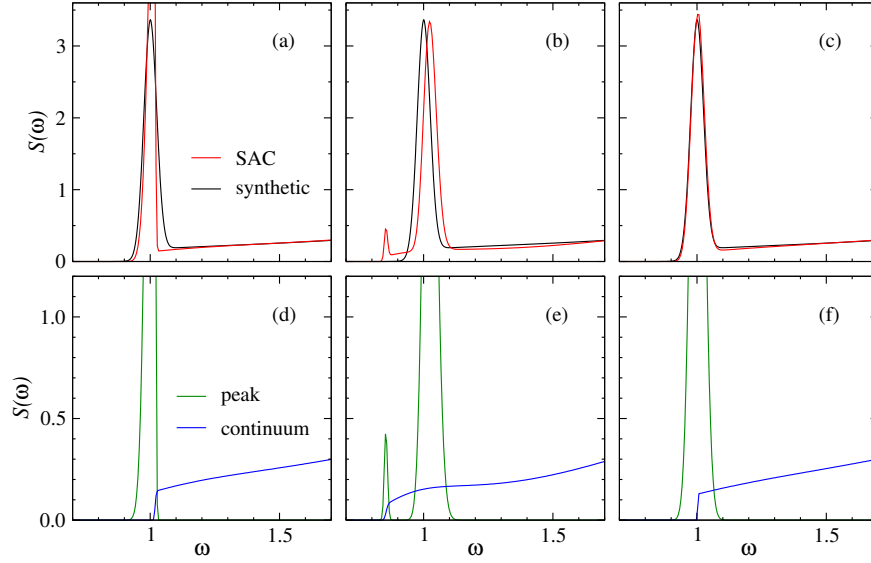 (a)
(b)
(c)
S(ω)
3
2
1
0
SAC
synthetic
(d)
(e)
(f)
S(ω)
1.0
0.5
0.0
peak
continuum
1
1.5
1
1.5
1
1.5
ω
ω
ω